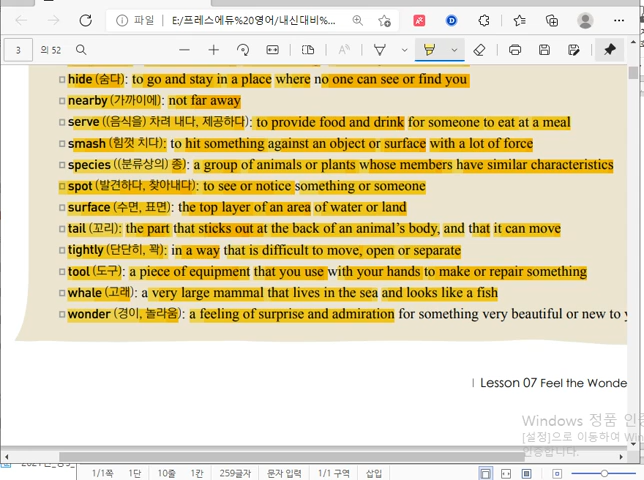 파일
E:/프레스에듀%20영어/내신대비%...
3 의 52
hide (숨다): to go and stay in a place where no one can see or find you
nearby (가까이에): not far away
serve ((음식을) 차려 내다, 제공하다): to provide food and drink for someone to eat at a meal
smash (힘껏 치다): to hit something against an object or surface with a lot of force
species ((분류상의) 종): a group of animals or plants whose members have similar characteristics
spot (발견하다, 찾아내다): to see or notice something or someone
surface (수면, 표면): the top layer of an area of water or land
tail (꼬리): the part that sticks out at the back of an animal's body, and that it can move
tightly (단단히, 꽉): in a way that is difficult to move, open or separate
tool (도구): a piece of equipment that you use with your hands to make or repair something
whale (고래): a very large mammal that lives in the sea and looks like a fish
wonder (경이, 놀라움): a feeling of surprise and admiration for something very beautiful or new to
Lesson 07 Feel the Wonde
Windows 정품 인증
[설정]으로 이동하여 Win
인증합니다.
1/1쪽 1단 10줄 1칸 259글자 문자 입력 1/1 구역 삽입